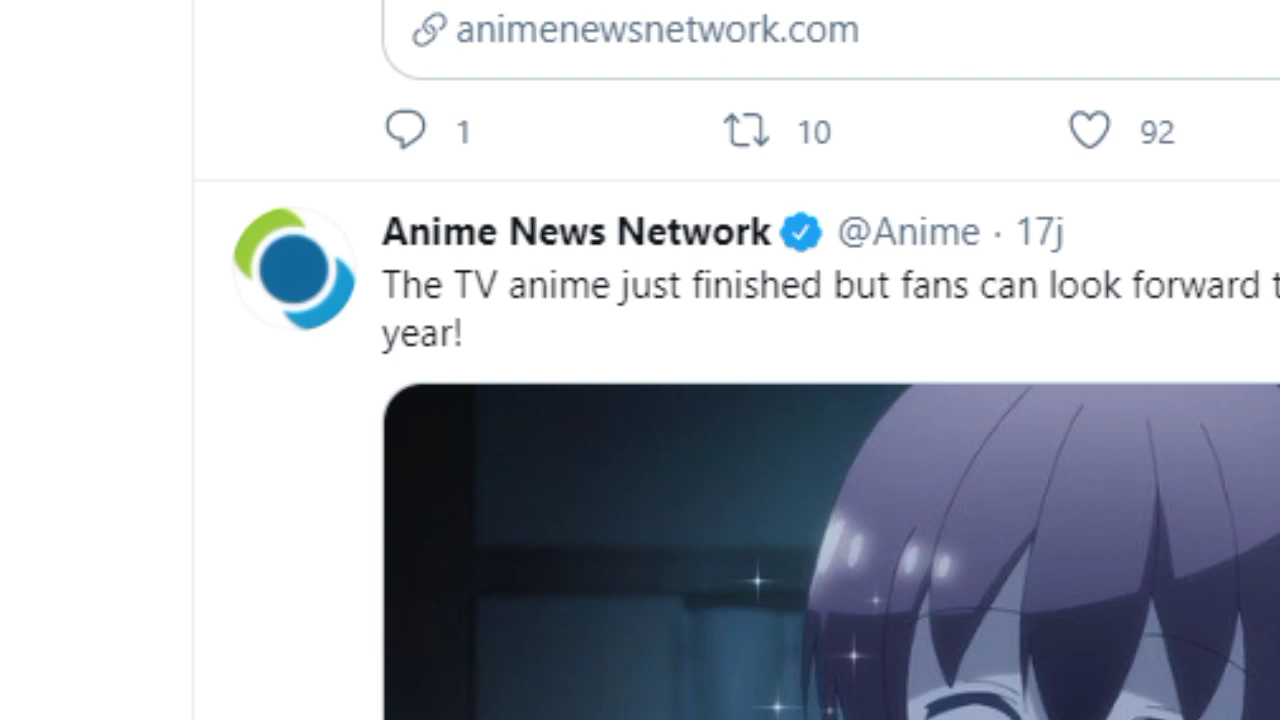 animenewsnetwork.com
1 10 92
Anime News Network @Anime · 17j
The TV anime just finished but fans can look forward t
year!